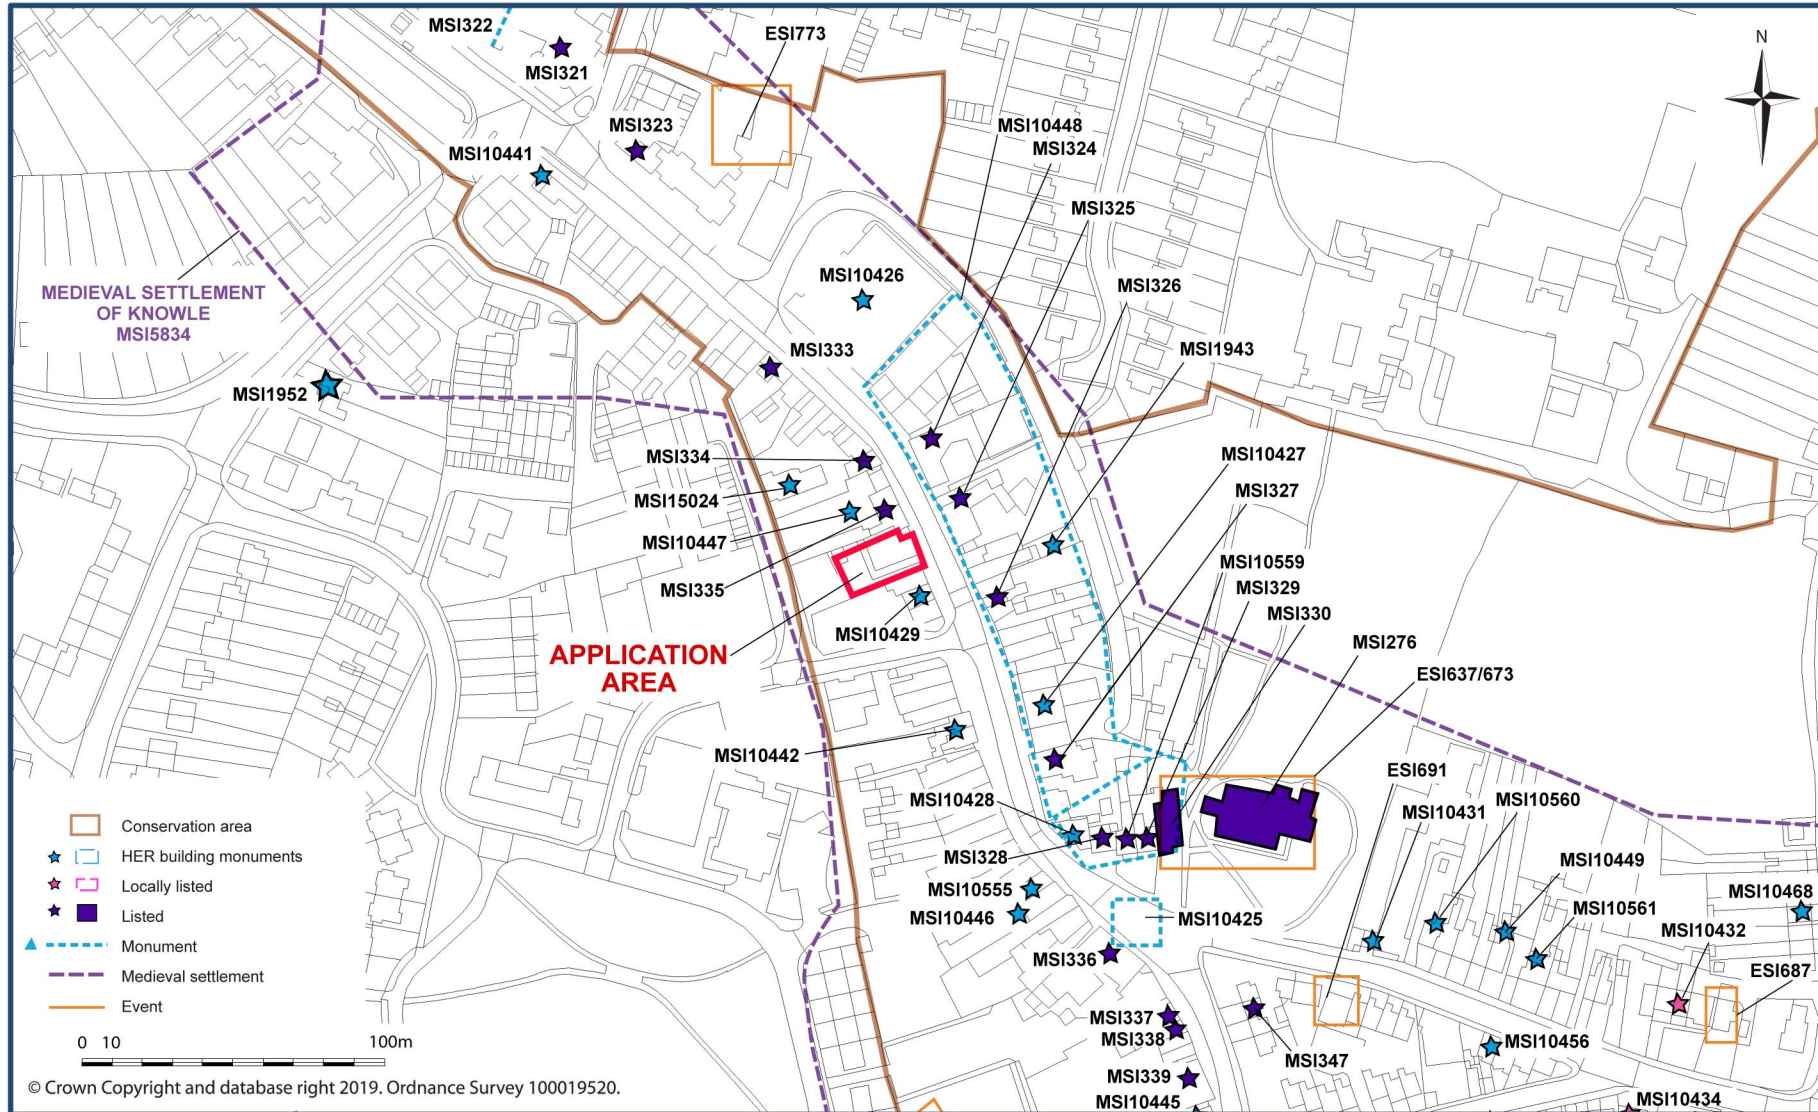 MSI322
ESI773
N
MSI321
MSI323
MSI10448
MSI324
MSI10441
MSI325
MSI10426
MSI326
MEDIEVAL SETTLEMENT
OF KNOWLE
MSI5834
MSI333
MSI1943
MSI1952
MSI334
MSI10427
MSI15024
MSI327
MSI10447
MSI10559
MSI335
MSI329
MSI330
MSI10429
MSI276
APPLICATION
AREA
ESI637/673
MSI10442
ESI691
MSI10428
MSI10431
MSI10560
MSI328
MSI10449
MSI10555
MSI10446
MSI10425
MSI10561
MSI10468
MSI10432
MSI336
ESI687
MSI337
MSI338
MSI347
MSI10456
MSI339
MSI10445
MSI10434
Conservation area
HER building monuments
Locally listed
Listed
Monument
Medieval settlement
Event
0 10 100m
© Crown Copyright and database right 2019. Ordnance Survey 100019520.